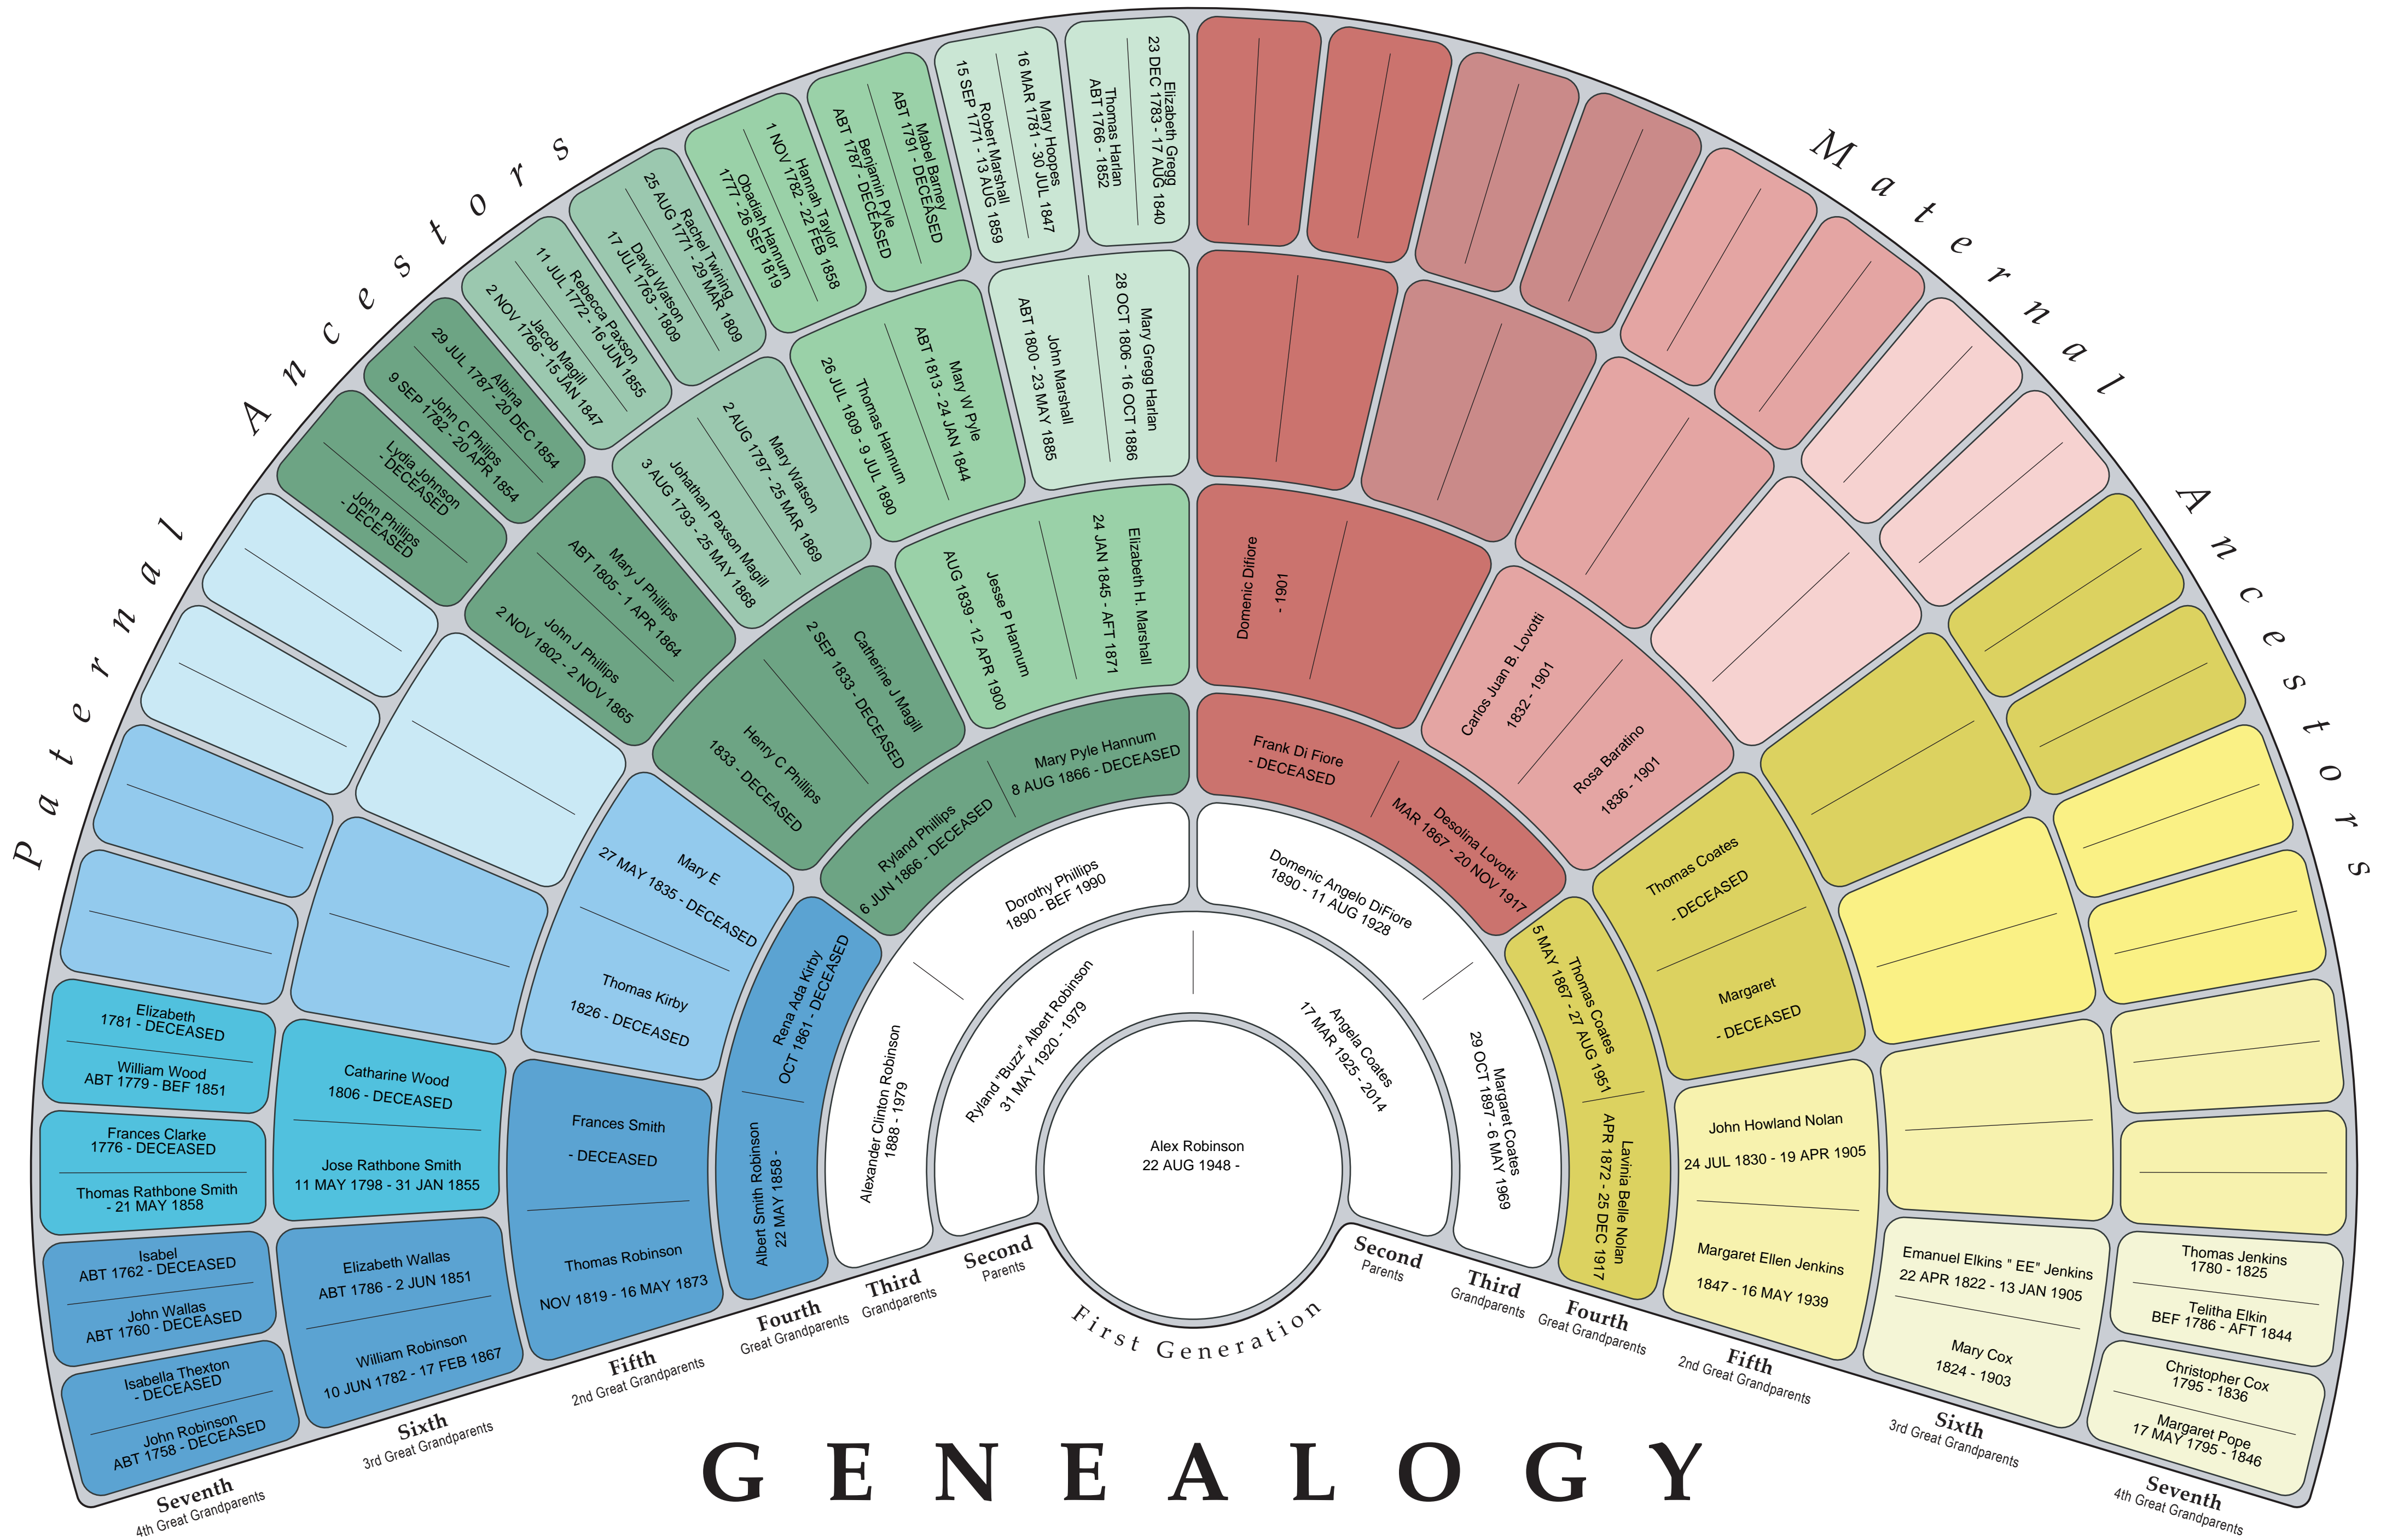 Paternal Ancestors
Maternal Ancestors
Alex Robinson
22 AUG 1948 -
First Generation
Ryland "Buzz" Albert Robinson
31 MAY 1920 - 1979
Angela Coates
17 MAR 1925 - 2014
Alexander Clinton Robinson
1888 - 1979
Dorothy Phillips
1890 - BEF 1990
Domenic Angelo DiFiore
1890 - 11 AUG 1928
Margaret Coates
29 OCT 1897 - 6 MAY 1969
Albert Smith Robinson
22 MAY 1858 -
Rena Ada Kirby
OCT 1861 - DECEASED
Ryland Phillips
6 JUN 1866 - DECEASED
Mary Pyle Hannum
8 AUG 1866 - DECEASED
Frank Di Fiore
- DECEASED
Desolina Lovotti
MAR 1867 - 20 NOV 1917
Thomas Coates
5 MAY 1867 - 27 AUG 1951
Lavinia Belle Nolan
APR 1872 - 25 DEC 1917
Thomas Robinson
NOV 1819 - 16 MAY 1873
Frances Smith
- DECEASED
Thomas Kirby
1826 - DECEASED
Mary E
27 MAY 1835 - DECEASED
Henry C Phillips
1833 - DECEASED
Catherine J Magill
2 SEP 1833 - DECEASED
Jesse P Hannum
AUG 1839 - 12 APR 1900
Elizabeth H. Marshall
24 JAN 1845 - AFT 1871
Domenic Difiore
- 1901
Carlos Juan B. Lovotti
1832 - 1901
Rosa Baratino
1836 - 1901
Thomas Coates
- DECEASED
Margaret
- DECEASED
John Howland Nolan
24 JUL 1830 - 19 APR 1905
Margaret Ellen Jenkins
1847 - 16 MAY 1939
William Robinson
10 JUN 1782 - 17 FEB 1867
Elizabeth Wallas
ABT 1786 - 2 JUN 1851
Jose Rathbone Smith
11 MAY 1798 - 31 JAN 1855
Catharine Wood
1806 - DECEASED
John J Phillips
2 NOV 1802 - 2 NOV 1865
Mary J Phillips
ABT 1805 - 1 APR 1864
Johathan Paxson Magill
3 AUG 1793 - 25 MAY 1868
Mary Watson
2 AUG 1797 - 25 MAR 1869
Thomas Hannum
26 JUL 1809 - 9 JUL 1890
Mary W Pyle
ABT 1813 - 24 JAN 1844
John Marshall
ABT 1800 - 23 MAY 1885
Mary Gregg Harlan
28 OCT 1806 - 16 OCT 1886
Emanuel Elkins " EE" Jenkins
22 APR 1822 - 13 JAN 1905
Mary Cox
1824 - 1903
John Robinson
ABT 1758 - DECEASED
Isabella Thexton
- DECEASED
John Wallas
ABT 1760 - DECEASED
Isabel
ABT 1762 - DECEASED
Thomas Rathbone Smith
- 21 MAY 1858
Frances Clarke
1776 - DECEASED
William Wood
ABT 1779 - BEF 1851
Elizabeth
1781 - DECEASED
John Phillips
- DECEASED
Lydia Johnson
- DECEASED
John C Philips
9 SEP 1782 - 20 APR 1854
Albina
29 JUL 1787 - 20 DEC 1854
Jacob Magill
2 NOV 1766 - 15 JAN 1847
Rebecca Paxson
11 JUL 1772 - 16 JUN 1855
David Watson
17 JUL 1763 - 1809
Rachel Twining
25 AUG 1771 - 29 MAR 1809
Obadiah Hannum
1777 - 26 SEP 1819
Hannah Taylor
1 NOV 1782 - 22 FEB 1858
Benjamin Pyle
ABT 1787 - DECEASED
Mabel Barney
ABT 1791 - DECEASED
Robert Marshall
15 SEP 1771 - 13 AUG 1859
Mary Hoopes
16 MAR 1781 - 30 JUL 1847
Thomas Harlan
ABT 1766 - 1852
Elizabeth Gregg
23 DEC 1783 - 17 AUG 1840
Thomas Jenkins
1780 - 1825
Telitha Elkin
BEF 1786 - AFT 1844
Christopher Cox
1795 - 1836
Margaret Pope
17 MAY 1795 - 1846
Second
Parents
Third
Grandparents
Fourth
Great Grandparents
Fifth
2nd Great Grandparents
Sixth
3rd Great Grandparents
Seventh
4th Great Grandparents
Second
Parents
Third
Grandparents
Fourth
Great Grandparents
Fifth
2nd Great Grandparents
Sixth
3rd Great Grandparents
Seventh
4th Great Grandparents
GENEALOGY